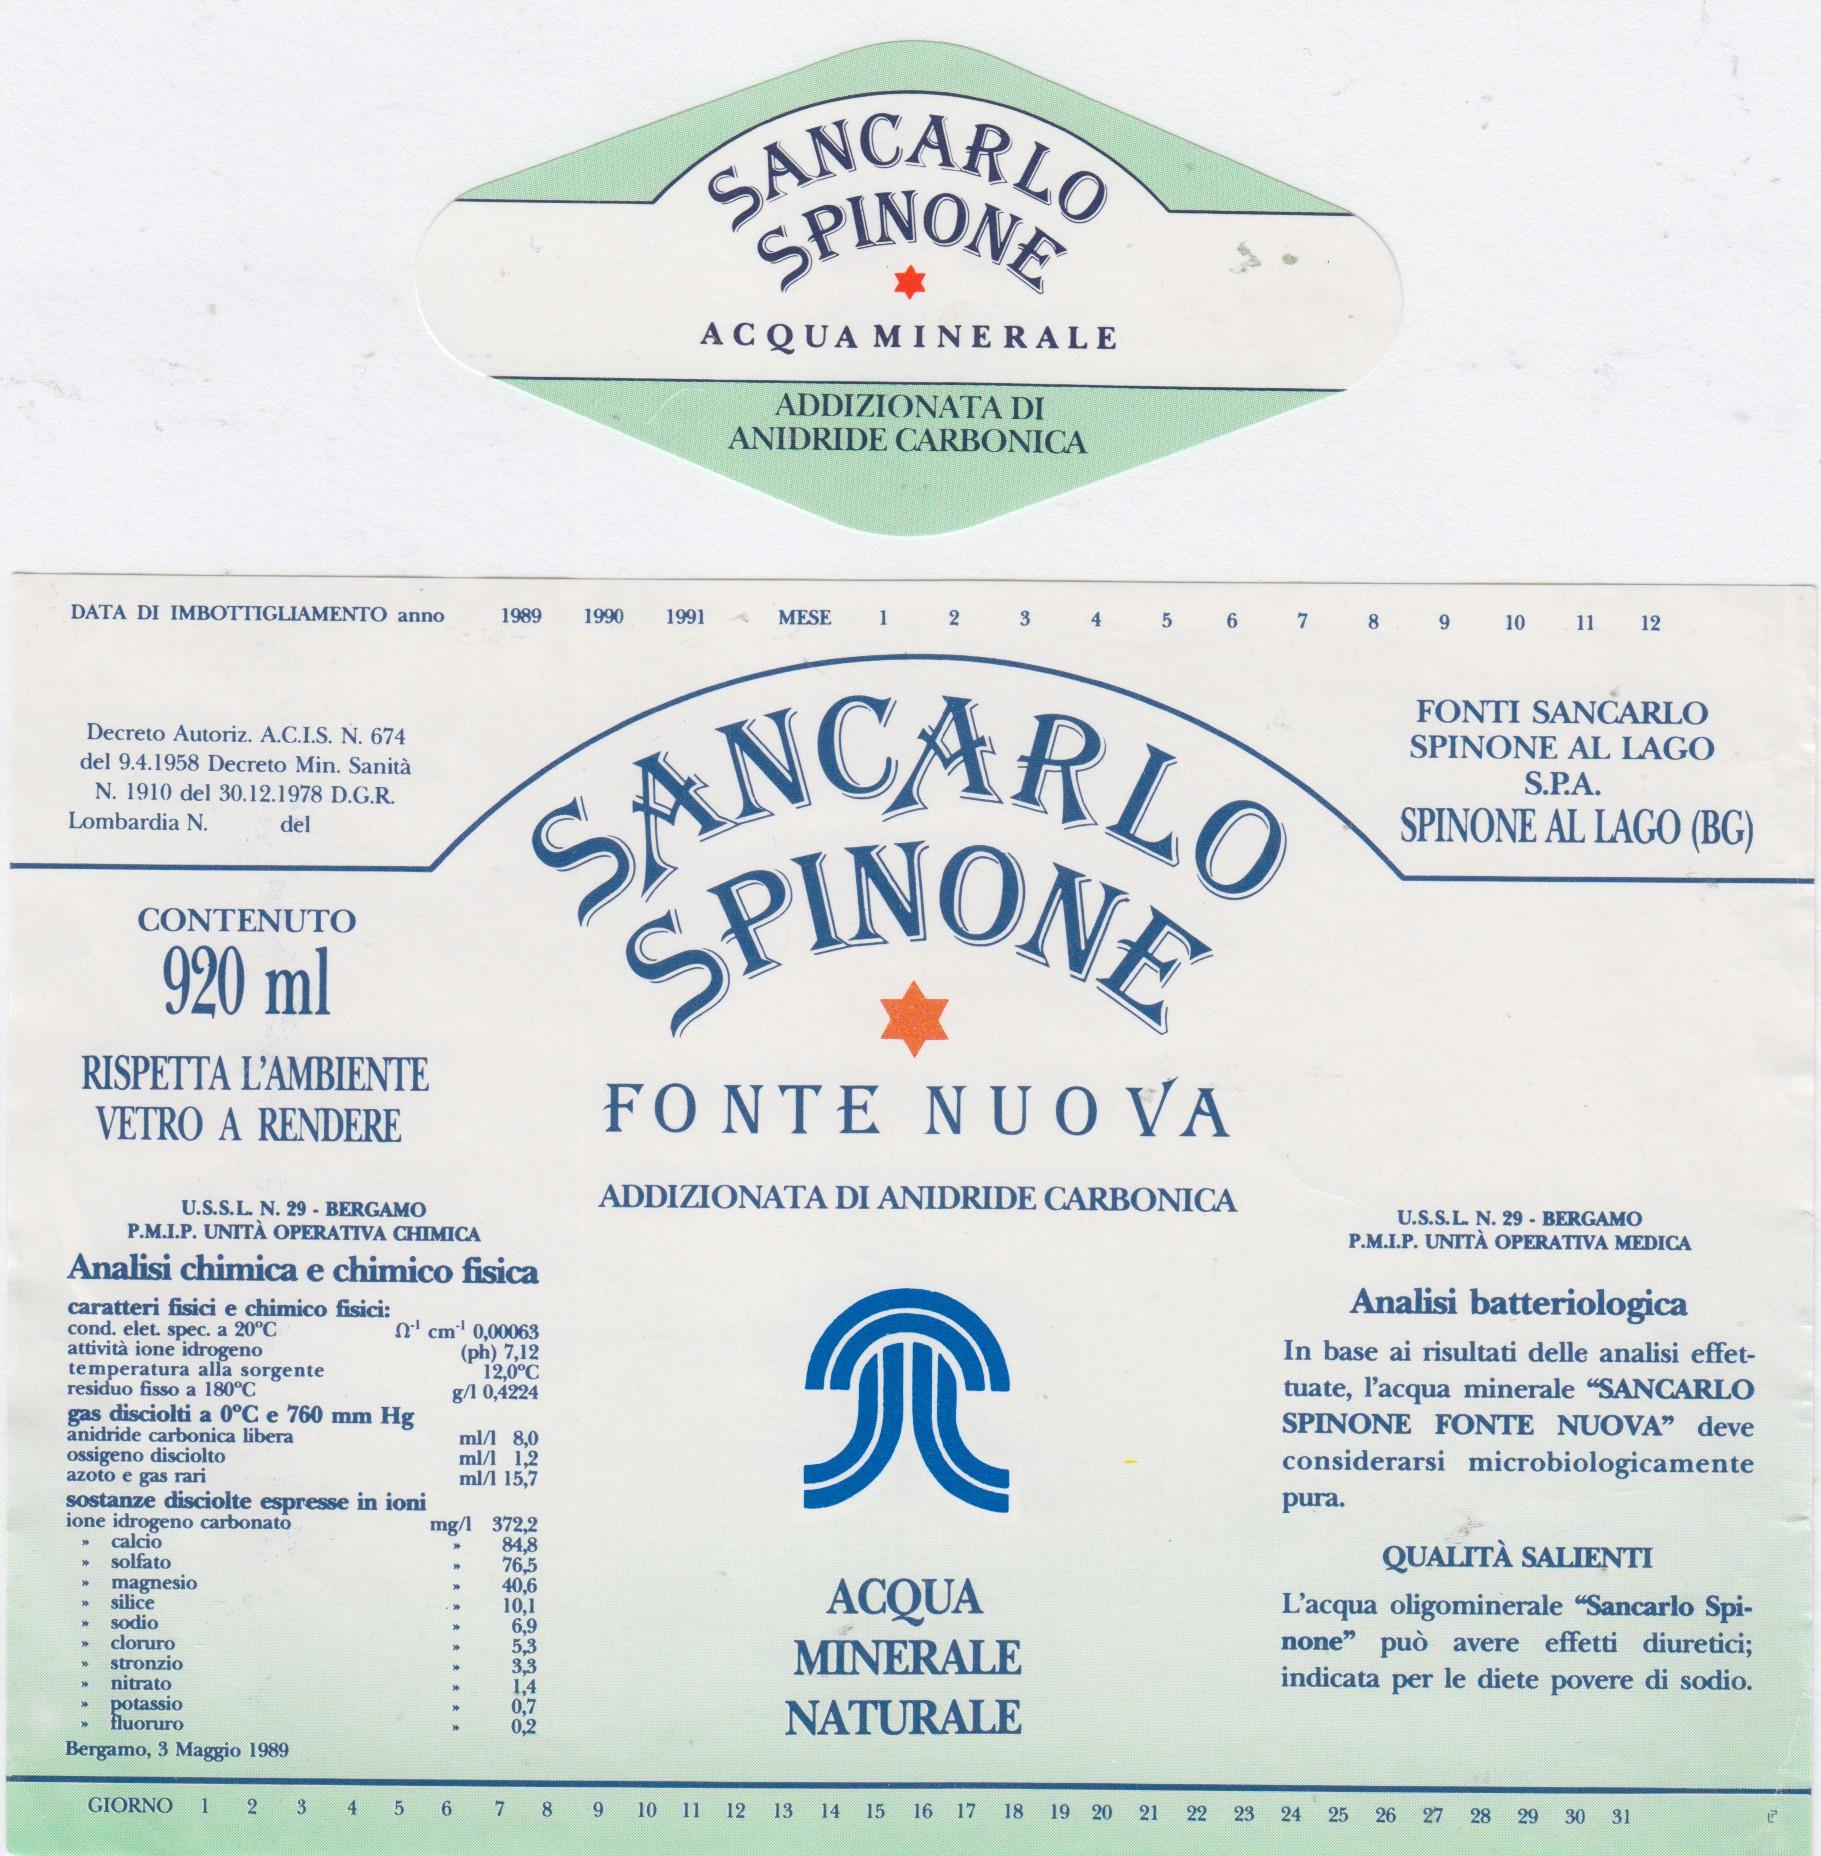 SANCARLO
SPINONE
ACQUA MINERALE
ADDIZIONATA DI
ANIDRIDE CARBONICA
DATA DI IMBOTTIGLIAMENTO anno 1989 1990 1991 MESE 1 2 3 4 5 6 7 8 9 10 11 12
Decreto Autoriz. A.C.I.S. N. 674
del 9.4.1958 Decreto Min. Sanità
N. 1910 del 30.12.1978 D.G.R.
Lombardia N. del
FONTI SANCARLO
SPINONE AL LAGO
S.P.A.
SPINONE AL LAGO (BG)
SANCARLO
SPINONE
FONTE NUOVA
ADDIZIONATA DI ANIDRIDE CARBONICA
ACQUA
MINERALE
NATURALE
CONTENUTO
920 ml
RISPETTA L'AMBIENTE
VETRO A RENDERE
U.S.S.L. N. 29 - BERGAMO
P.M.I.P. UNITÀ OPERATIVA CHIMICA
Analisi chimica e chimico fisica
caratteri fisici e chimico fisici:
cond. elet. spec. a 20°C Ω⁻¹ cm⁻¹ 0,00063
attività ione idrogeno (ph) 7,12
temperatura alla sorgente 12,0°C
residuo fisso a 180°C g/l 0,4224
gas disciolti a 0°C e 760 mm Hg
anidride carbonica libera ml/l 8,0
ossigeno disciolto ml/l 1,2
azoto e gas rari ml/l 15,7
sostanze disciolte espresse in ioni
ione idrogeno carbonato mg/l 372,2
» calcio » 84,8
» solfato » 76,5
» magnesio » 40,6
» silice » 10,1
» sodio » 6,9
» cloruro » 5,3
» stronzio » 3,3
» nitrato » 1,4
» potassio » 0,7
» fluoruro » 0,2
Bergamo, 3 Maggio 1989
U.S.S.L. N. 29 - BERGAMO
P.M.I.P. UNITÀ OPERATIVA MEDICA
Analisi batteriologica
In base ai risultati delle analisi effet-
tuate, l'acqua minerale "SANCARLO
SPINONE FONTE NUOVA" deve
considerarsi microbiologicamente
pura.
QUALITÀ SALIENTI
L'acqua oligominerale "Sancarlo Spi-
none" può avere effetti diuretici;
indicata per le diete povere di sodio.
GIORNO 1 2 3 4 5 6 7 8 9 10 11 12 13 14 15 16 17 18 19 20 21 22 23 24 25 26 27 28 29 30 31